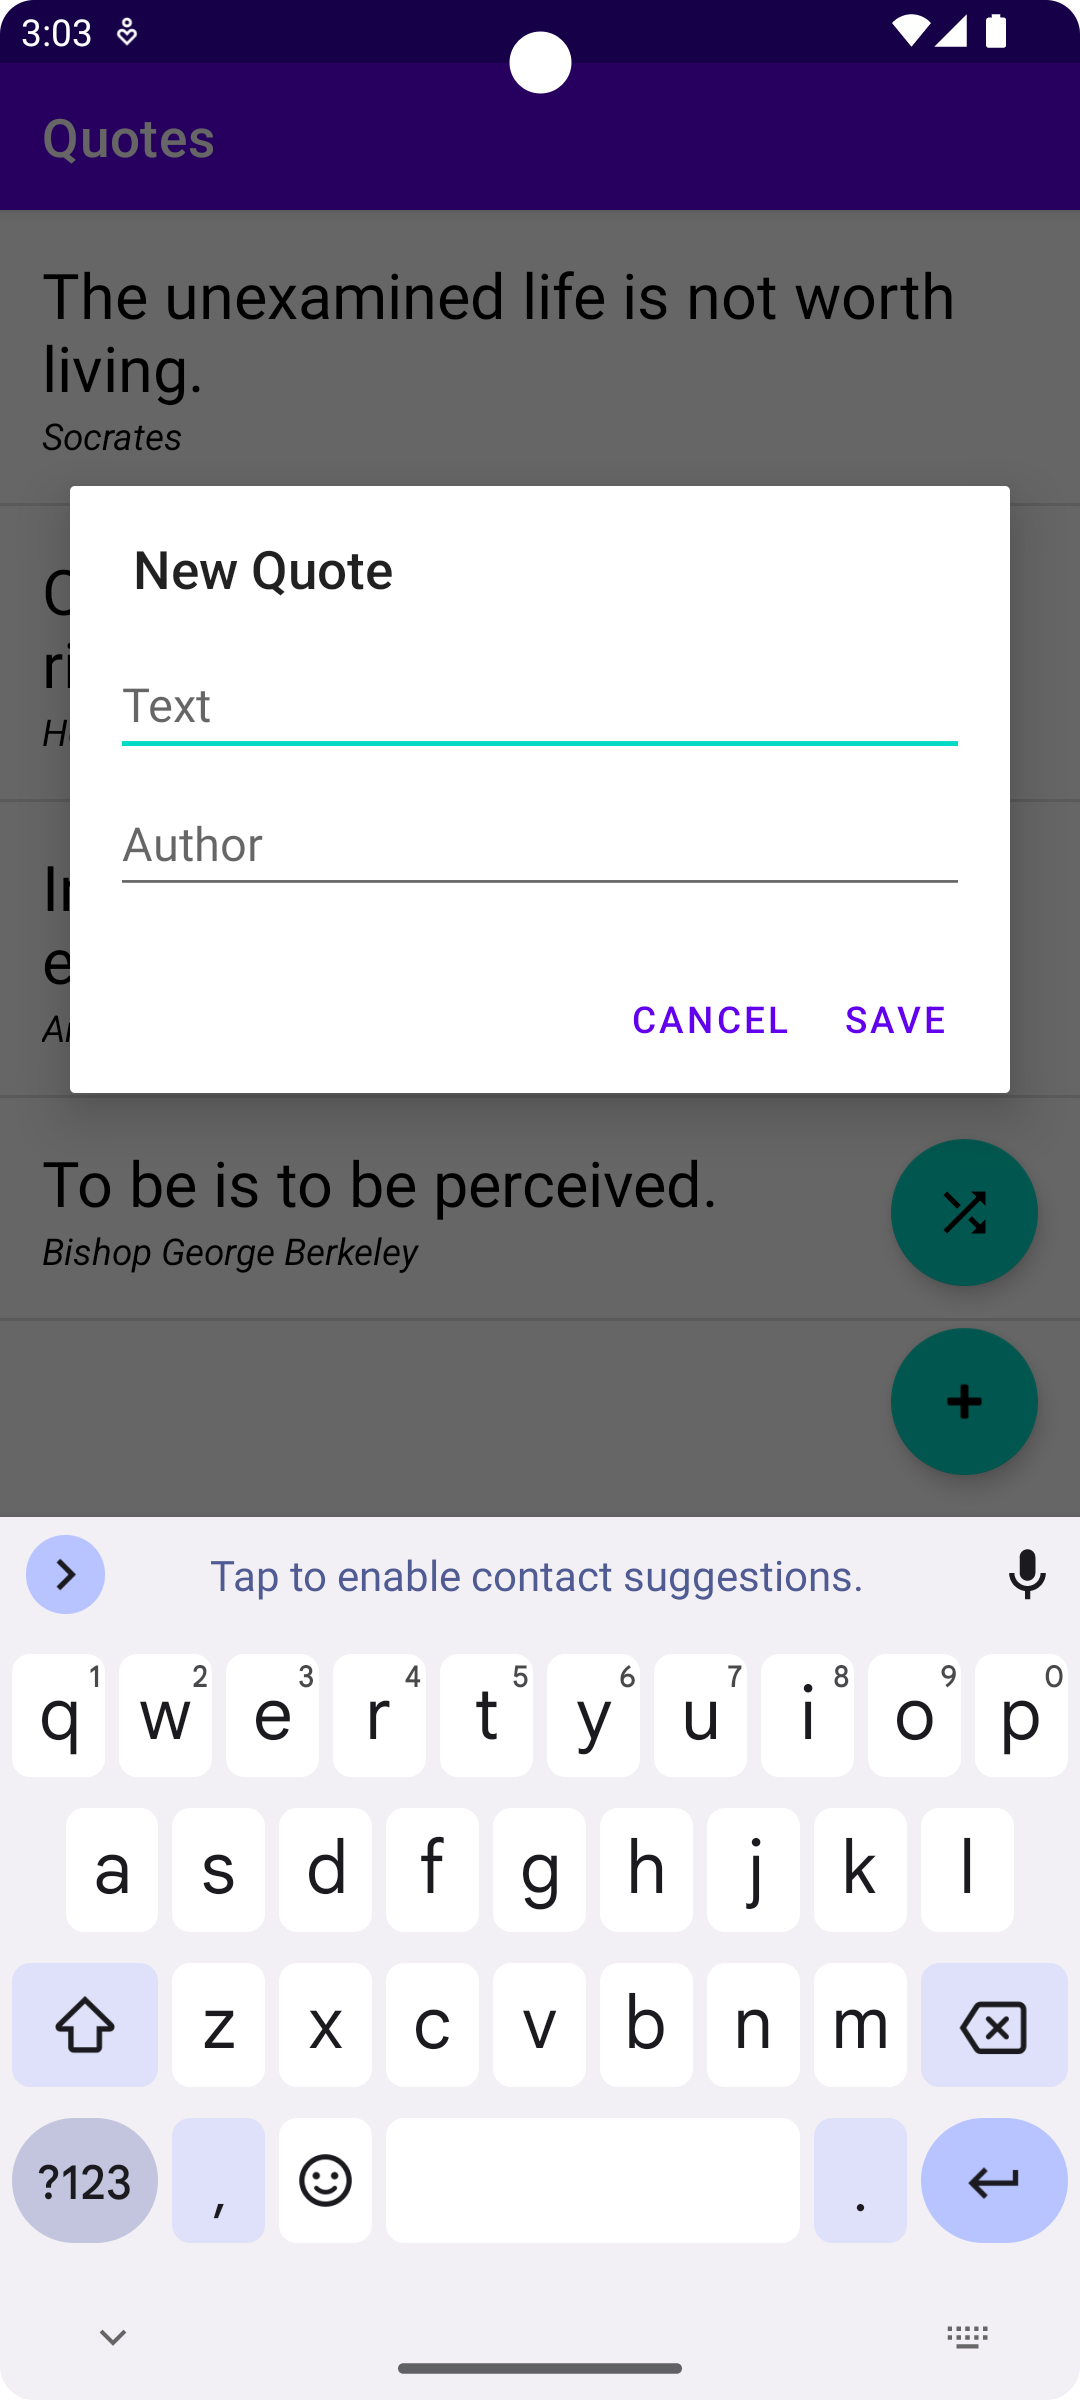 3:03
Quotes
The unexamined life is not worth
living.
Socrates
New Quote
Text
Author
CANCEL SAVE
To be is to be perceived.
Bishop George Berkeley
Tap to enable contact suggestions.
q 1 w 2 e 3 r 4 t 5 y 6 u 7 i 8 o 9 p 0
a s d f g h j k l
z x c v b n m
?123 , .